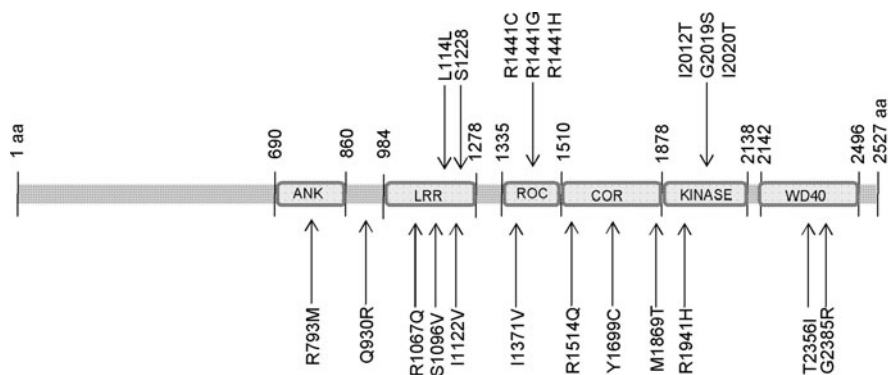 L114L
S1228
R1441C
R1441G
R1441H
I2012T
G2019S
I2020T
1 aa
690
860
984
1278
1335
1510
1878
2138
2142
2496
2527 aa
ANK
LRR
ROC
COR
KINASE
WD40
R793M
Q930R
R1067Q
S1096V
I1122V
I1371V
R1514Q
Y1699C
M1869T
R1941H
T2356I
G2385R